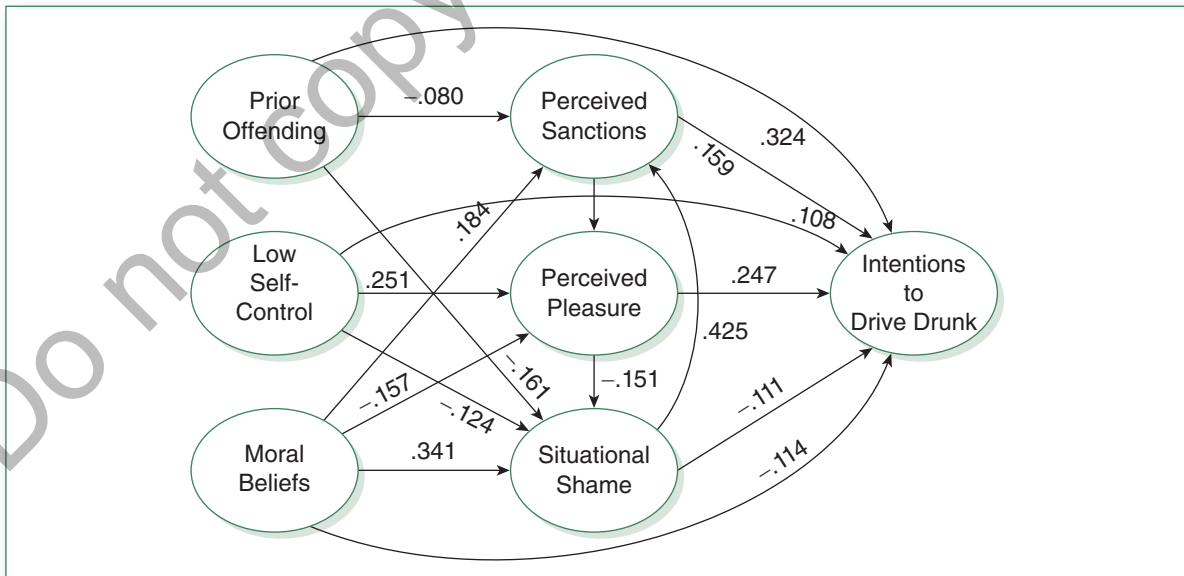 Do not copy
Prior
Offending
−.080
Perceived
Sanctions
.324
.159
.184
.108
Low
Self-
Control
.251
Perceived
Pleasure
.247
Intentions
to
Drive Drunk
.425
−.157
−.124
−.161
−.151
−.111
Moral
Beliefs
.341
Situational
Shame
−.114